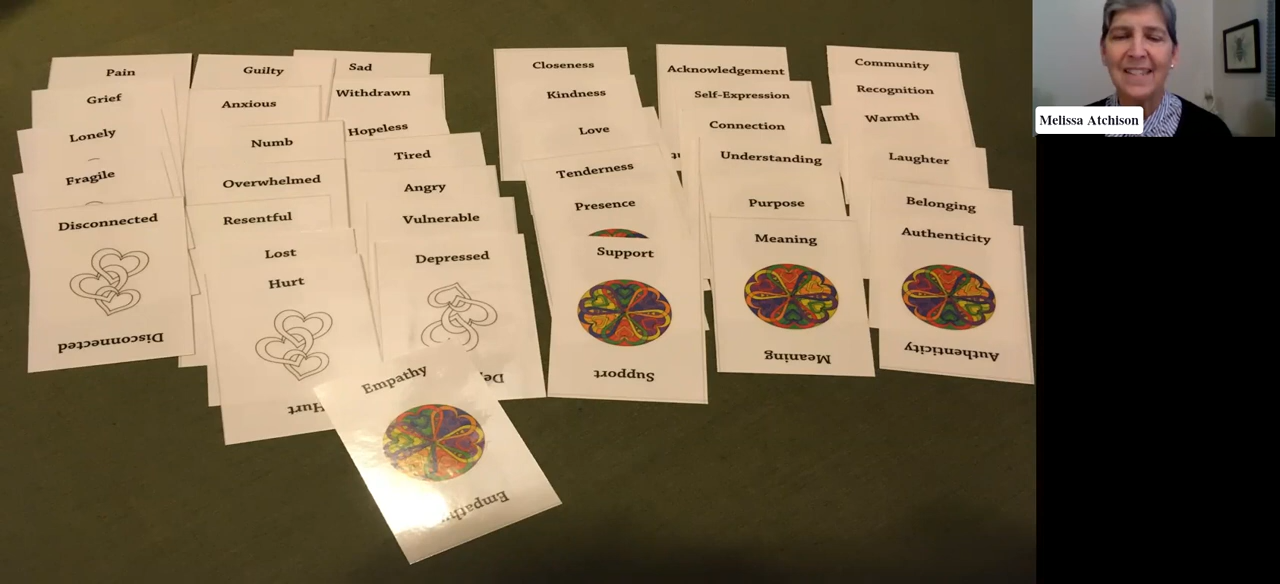 Pain
Grief
Lonely
Fragile
Disconnected
Disconnected
Guilty
Anxious
Numb
Overwhelmed
Resentful
Lost
Hurt
Hurt
Sad
Withdrawn
Hopeless
Tired
Angry
Vulnerable
Depressed
Empathy
Empathy
Closeness
Kindness
Love
Tenderness
Presence
Support
Support
Acknowledgement
Self-Expression
Connection
Understanding
Purpose
Meaning
Meaning
Community
Recognition
Warmth
Laughter
Belonging
Authenticity
Authenticity
Melissa Atchison